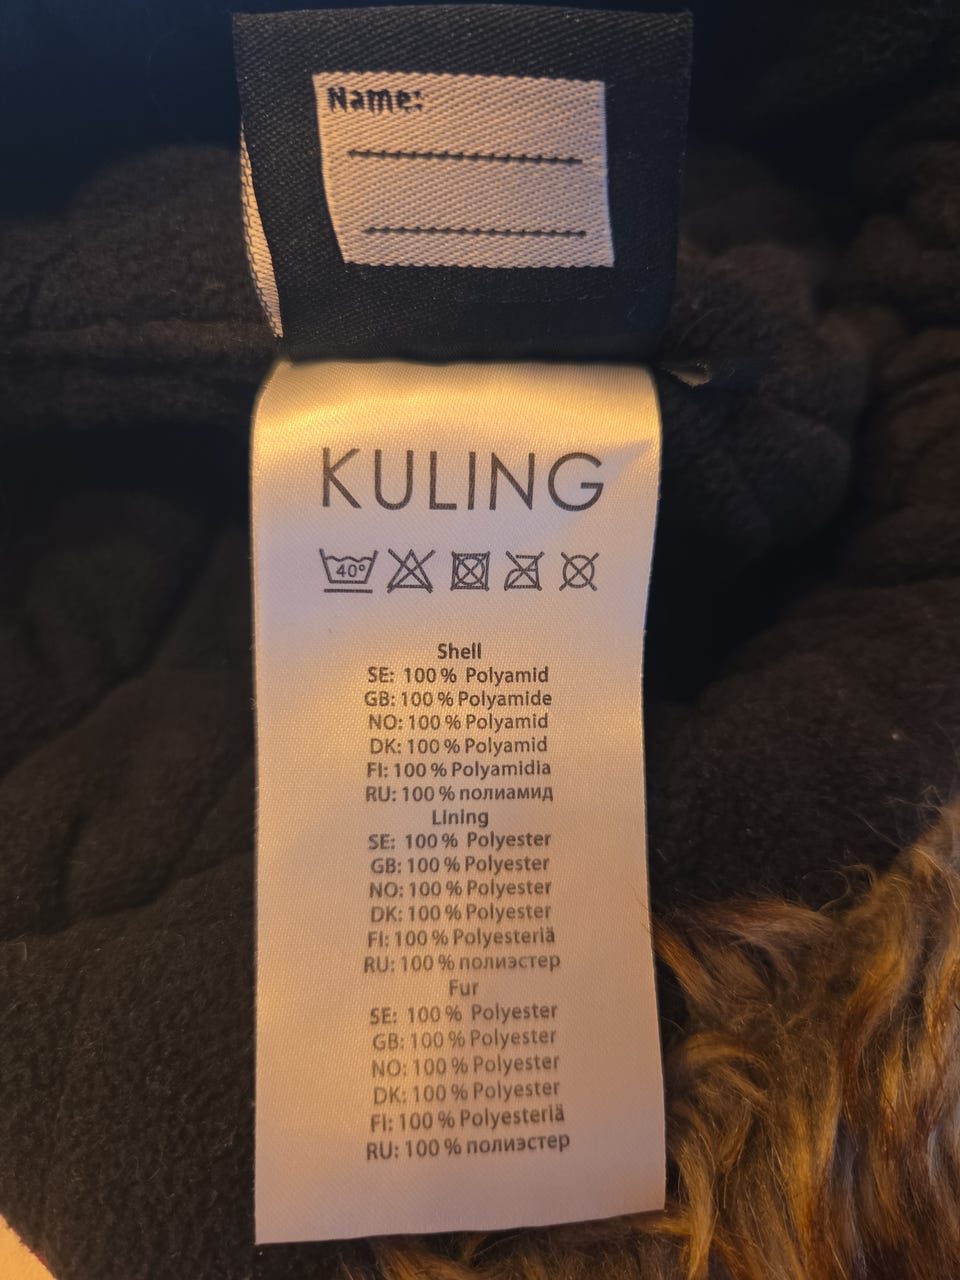 Name:
KULING
40°
Shell
SE: 100 % Polyamid
GB: 100 % Polyamide
NO: 100 % Polyamid
DK: 100 % Polyamid
FI: 100 % Polyamidia
RU: 100 % полиамид
Lining
SE: 100 % Polyester
GB: 100 % Polyester
NO: 100 % Polyester
DK: 100 % Polyester
FI: 100 % Polyesteriä
RU: 100 % полиэстер
Fur
SE: 100 % Polyester
GB: 100 % Polyester
NO: 100 % Polyester
DK: 100 % Polyester
FI: 100 % Polyesteriä
RU: 100 % полиэстер